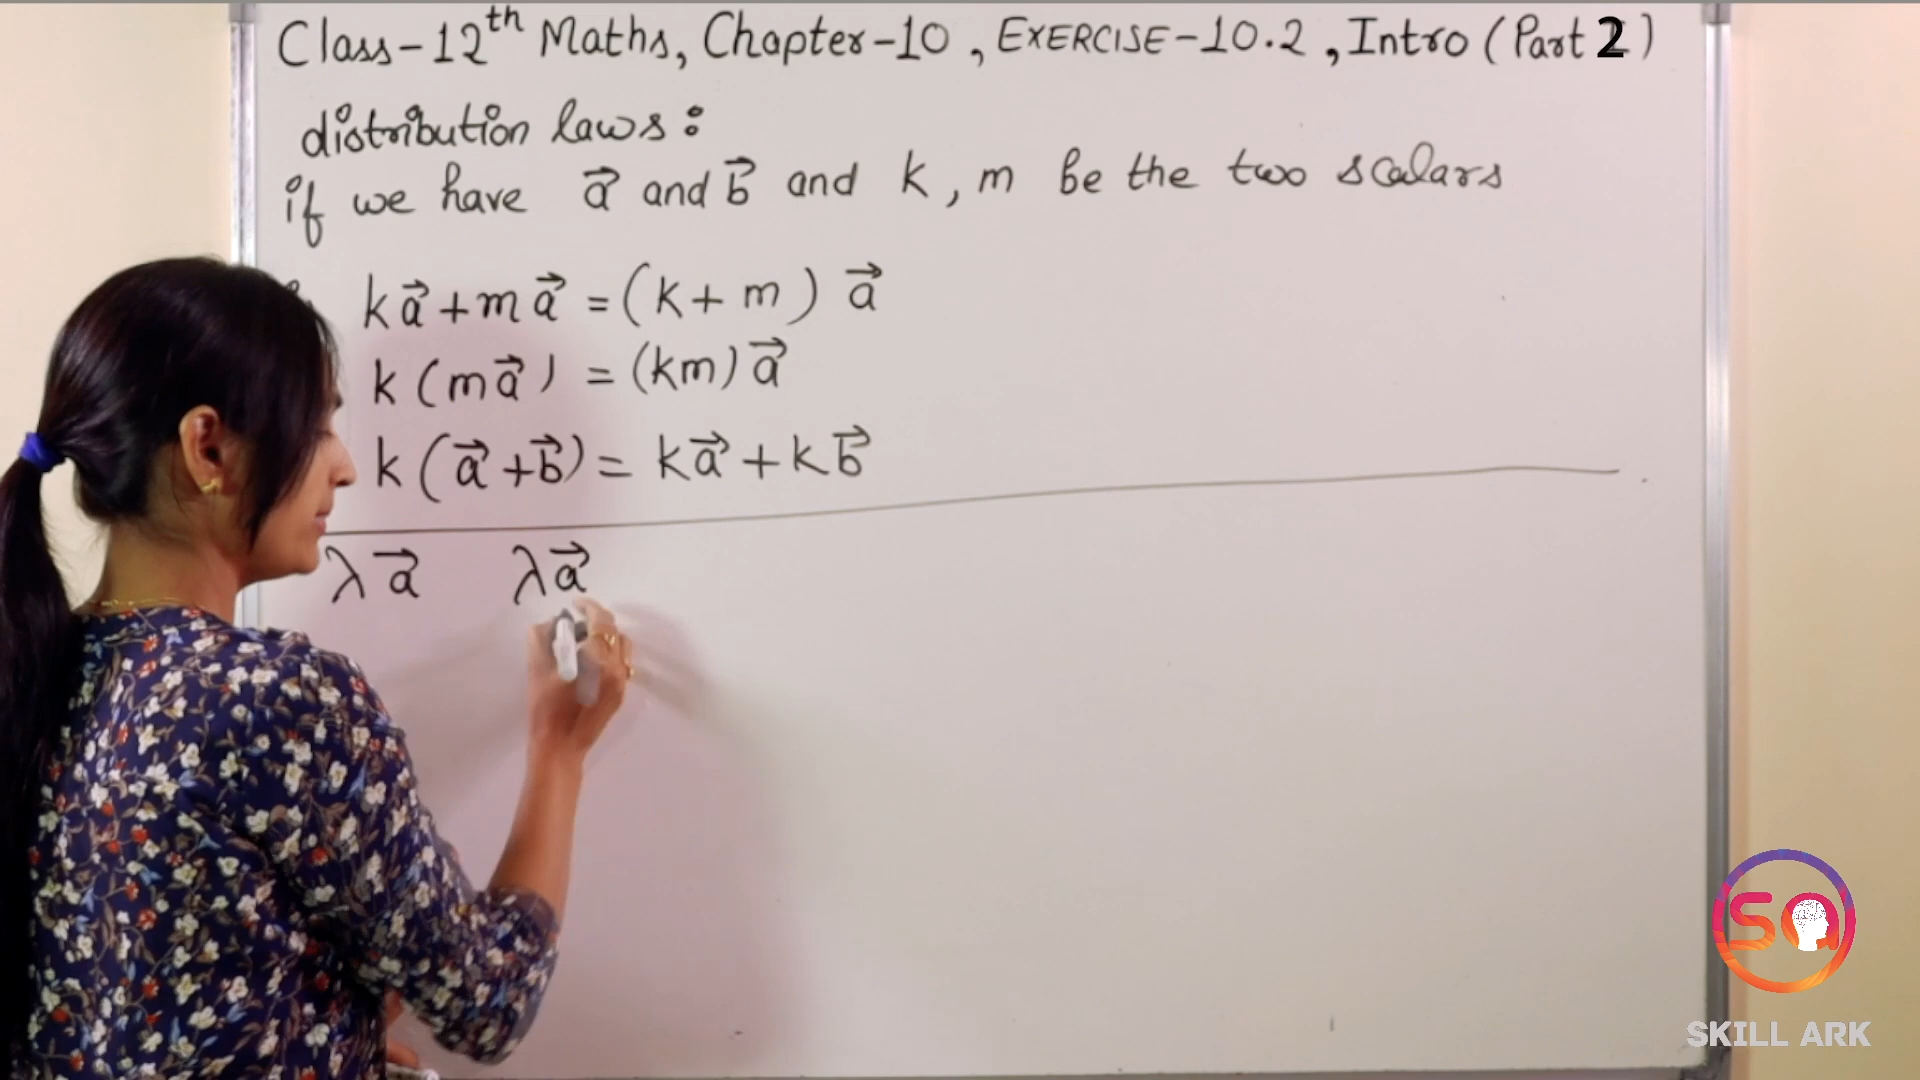 Class-12th Maths, Chapter-10, EXERCISE-10.2, Intro (Part 2)
distribution laws:
if we have a⃗ and b⃗ and k, m be the two scalars
ka⃗+ma⃗=(k+m) a⃗
k(ma⃗) = (km)a⃗
k(a⃗+b⃗)= ka⃗+kb⃗
λa⃗ λa⃗
SA
SKILL ARK